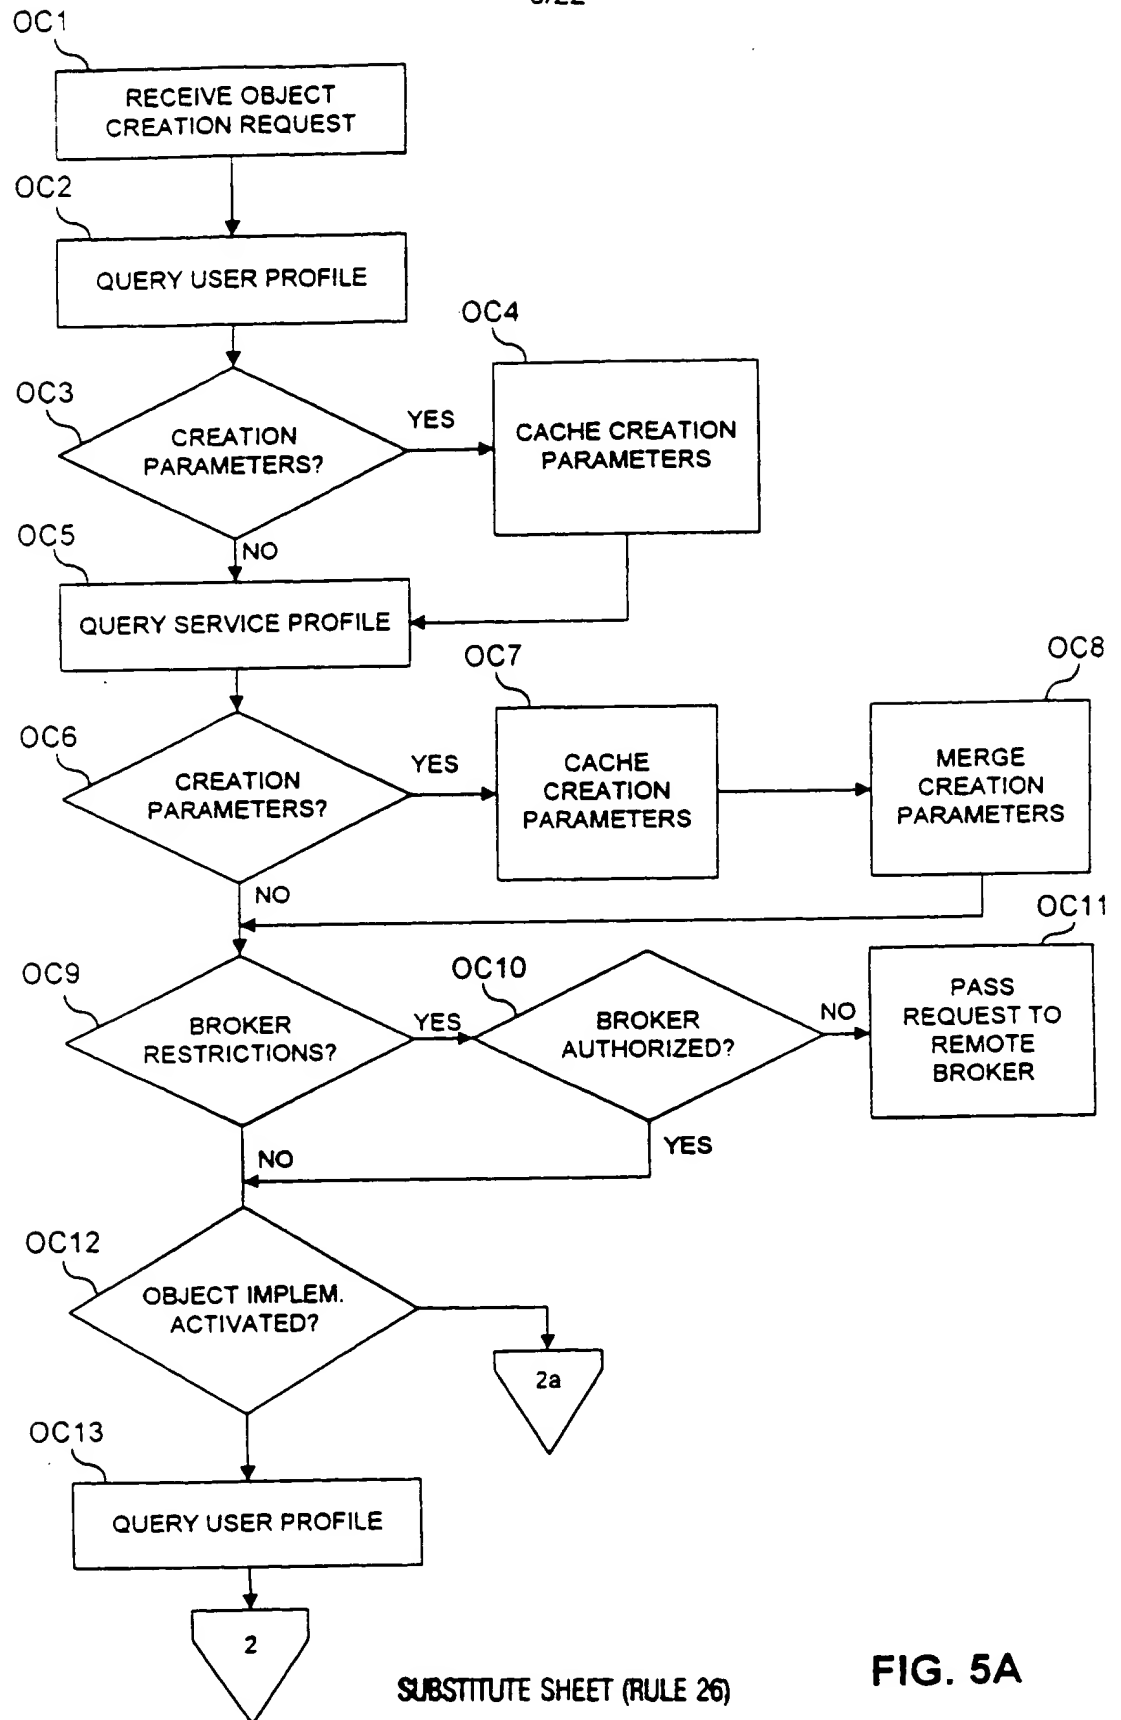 OC1
RECEIVE OBJECT
CREATION REQUEST
OC2
QUERY USER PROFILE
OC3
CREATION
PARAMETERS?
YES
OC4
CACHE CREATION
PARAMETERS
NO
OC5
QUERY SERVICE PROFILE
OC6
CREATION
PARAMETERS?
YES
OC7
CACHE
CREATION
PARAMETERS
OC8
MERGE
CREATION
PARAMETERS
NO
OC9
BROKER
RESTRICTIONS?
YES
OC10
BROKER
AUTHORIZED?
NO
OC11
PASS
REQUEST TO
REMOTE
BROKER
NO
YES
OC12
OBJECT IMPLEM.
ACTIVATED?
2a
OC13
QUERY USER PROFILE
2
SUBSTITUTE SHEET (RULE 26)
FIG. 5A